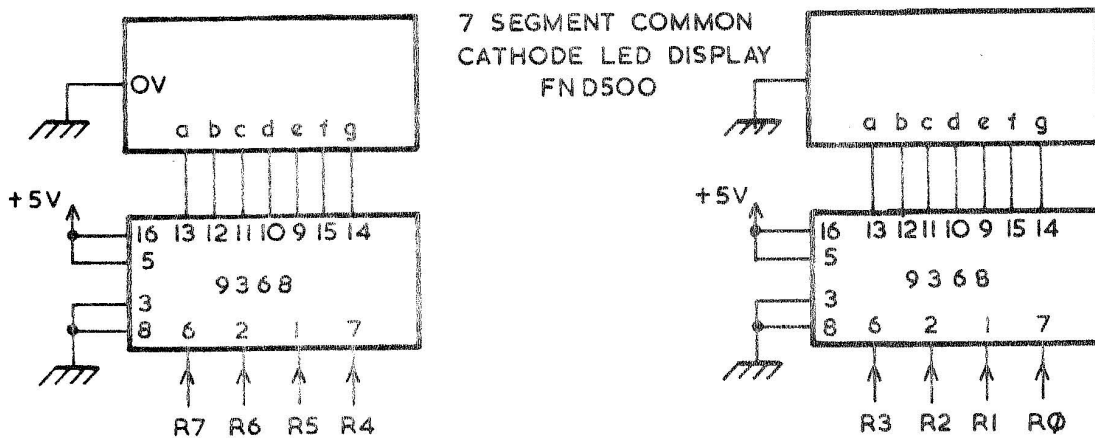 7 SEGMENT COMMON
CATHODE LED DISPLAY
FND500
0V
a b c d e f g
a b c d e f g
+5V
+5V
16 13 12 11 10 9 15 14
5
9368
3
8 6 2 1 7
16 13 12 11 10 9 15 14
5
9368
3
8 6 2 1 7
R7 R6 R5 R4
R3 R2 R1 RØ